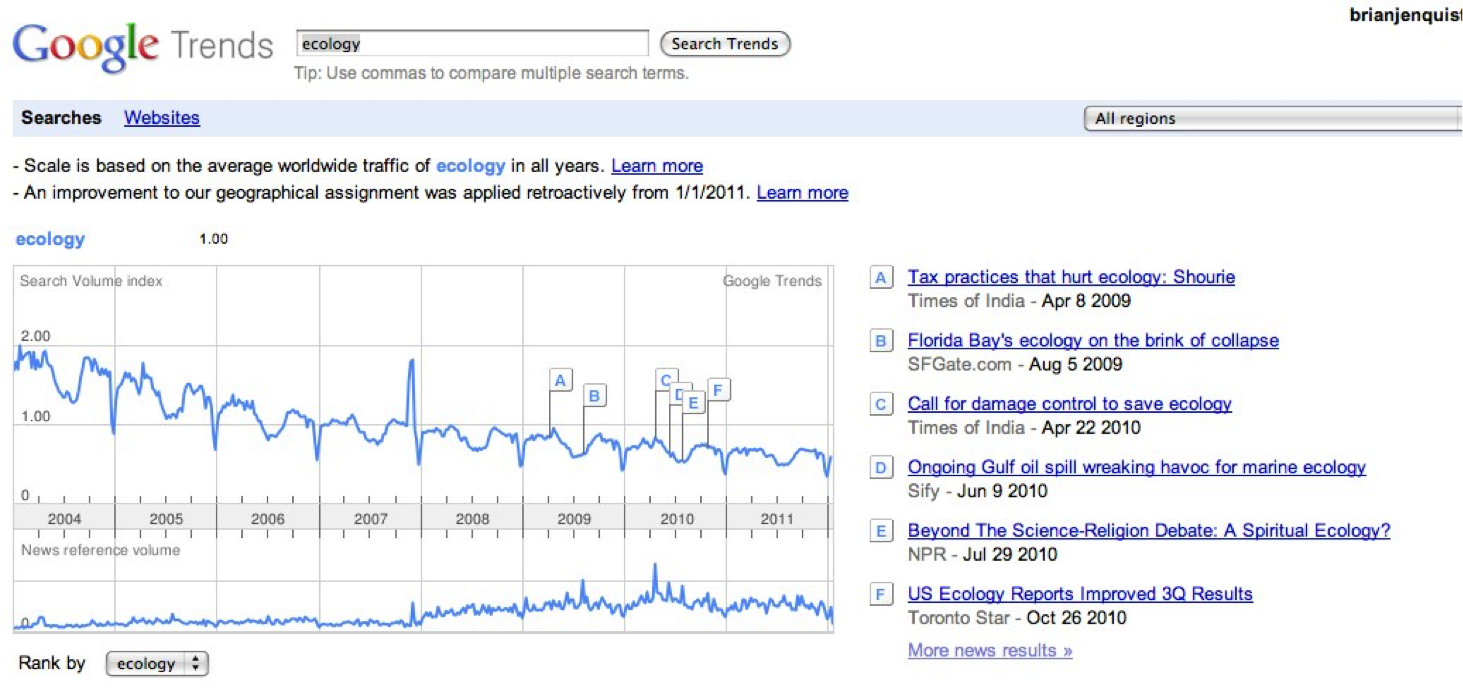 brianjenquist
Google Trends
ecology
Search Trends
Tip: Use commas to compare multiple search terms.
Searches Websites
All regions
- Scale is based on the average worldwide traffic of ecology in all years. Learn more
- An improvement to our geographical assignment was applied retroactively from 1/1/2011. Learn more
ecology 1.00
Search Volume index
Google Trends
2.00
1.00
0
A
B
C
D
E
F
2004 2005 2006 2007 2008 2009 2010 2011
News reference volume
0
Rank by ecology
A Tax practices that hurt ecology: Shourie
Times of India - Apr 8 2009
B Florida Bay's ecology on the brink of collapse
SFGate.com - Aug 5 2009
C Call for damage control to save ecology
Times of India - Apr 22 2010
D Ongoing Gulf oil spill wreaking havoc for marine ecology
Sify - Jun 9 2010
E Beyond The Science-Religion Debate: A Spiritual Ecology?
NPR - Jul 29 2010
F US Ecology Reports Improved 3Q Results
Toronto Star - Oct 26 2010
More news results »